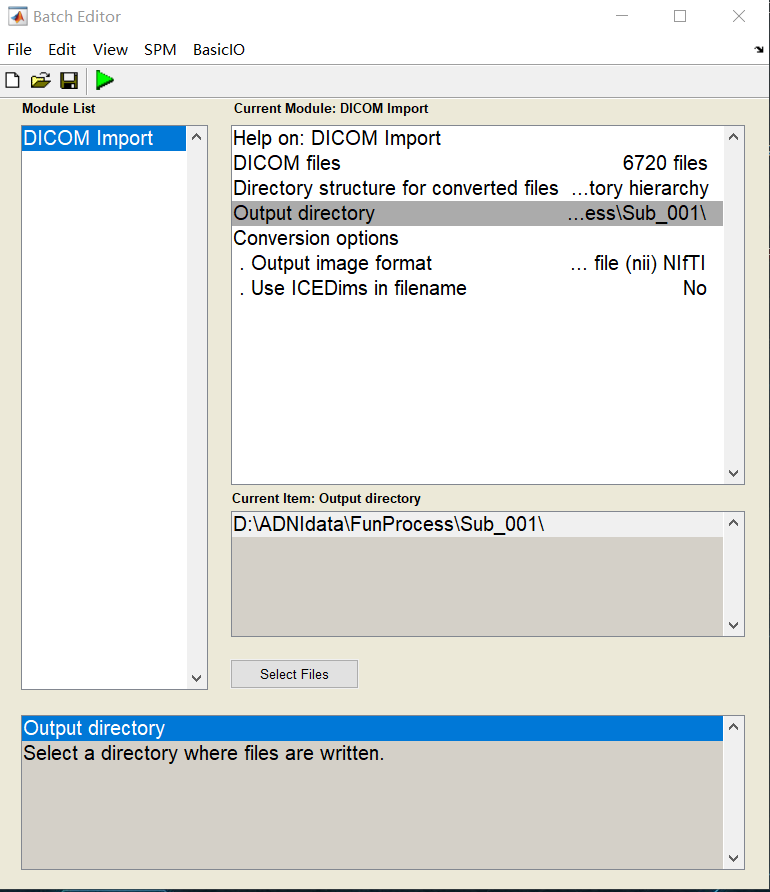 Batch Editor
File Edit View SPM BasicIO
Module List
DICOM Import
Current Module: DICOM Import
Help on: DICOM Import
DICOM files 6720 files
Directory structure for converted files ...tory hierarchy
Output directory ...ess\Sub_001\
Conversion options
. Output image format ... file (nii) NIfTI
. Use ICEDims in filename No
Current Item: Output directory
D:\ADNIdata\FunProcess\Sub_001\
Select Files
Output directory
Select a directory where files are written.